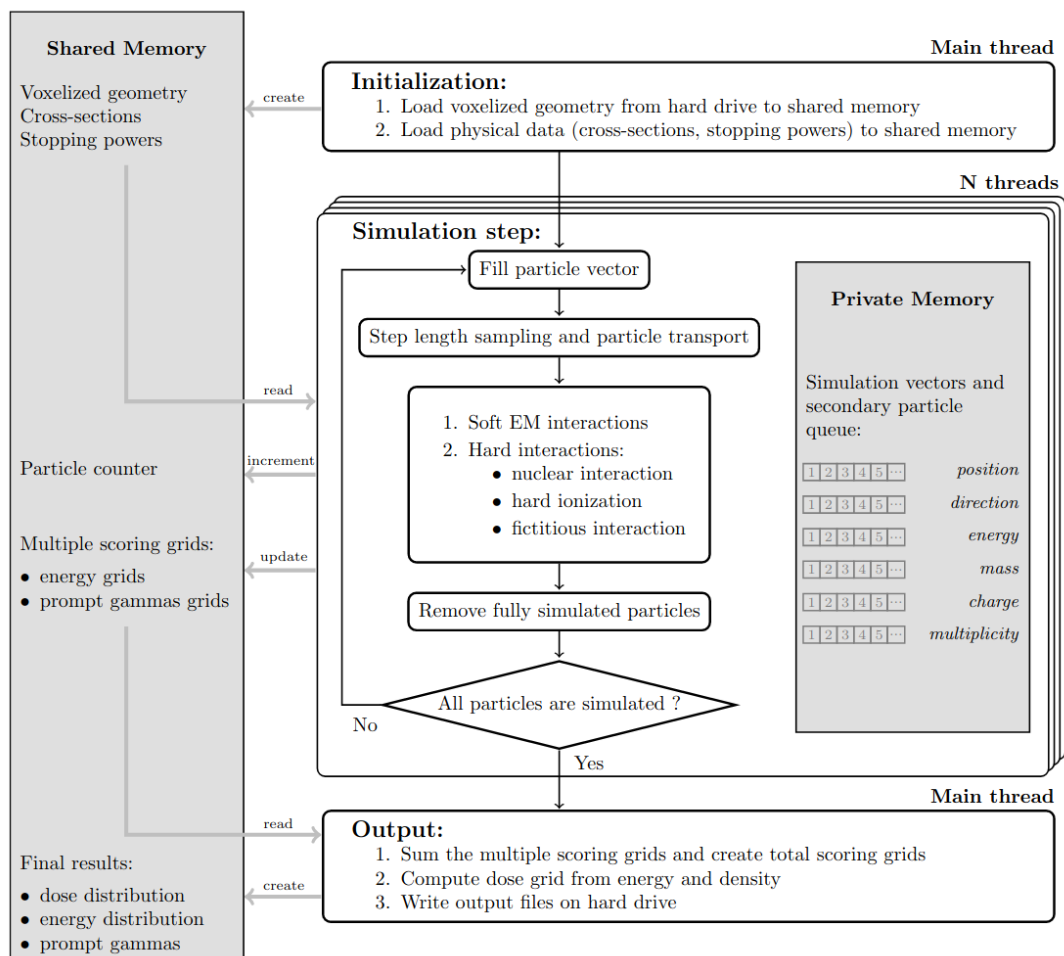 Shared Memory
Voxelized geometry
Cross-sections
Stopping powers
create
Main thread
Initialization:
1. Load voxelized geometry from hard drive to shared memory
2. Load physical data (cross-sections, stopping powers) to shared memory
N threads
Simulation step:
Fill particle vector
Step length sampling and particle transport
read
1. Soft EM interactions
2. Hard interactions:
• nuclear interaction
• hard ionization
• fictitious interaction
Particle counter
increment
Multiple scoring grids:
• energy grids
• prompt gammas grids
update
Remove fully simulated particles
All particles are simulated ?
No
Yes
Private Memory
Simulation vectors and
secondary particle
queue:
1 2 3 4 5 ... position
1 2 3 4 5 ... direction
1 2 3 4 5 ... energy
1 2 3 4 5 ... mass
1 2 3 4 5 ... charge
1 2 3 4 5 ... multiplicity
Main thread
read
Output:
1. Sum the multiple scoring grids and create total scoring grids
2. Compute dose grid from energy and density
3. Write output files on hard drive
create
Final results:
• dose distribution
• energy distribution
• prompt gammas